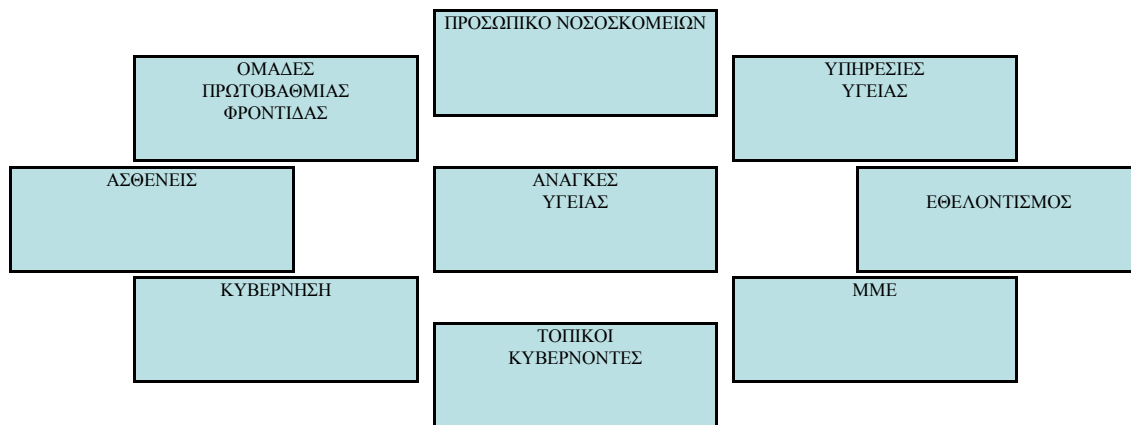 ΠΡΟΣΩΠΙΚΟ ΝΟΣΟΣΚΟΜΕΙΩΝ
ΟΜΑΔΕΣ
ΠΡΩΤΟΒΑΘΜΙΑΣ
ΦΡΟΝΤΙΔΑΣ
ΥΠΗΡΕΣΙΕΣ
ΥΓΕΙΑΣ
ΑΣΘΕΝΕΙΣ
ΑΝΑΓΚΕΣ
ΥΓΕΙΑΣ
ΕΘΕΛΟΝΤΙΣΜΟΣ
ΚΥΒΕΡΝΗΣΗ
ΜΜΕ
ΤΟΠΙΚΟΙ
ΚΥΒΕΡΝΟΝΤΕΣ